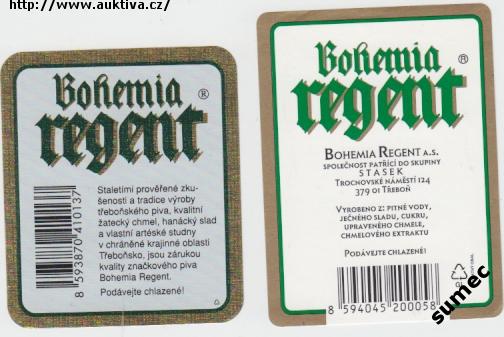 http://www.auktiva.cz/
Bohemia
regent ®
Staletími prověřené zku-
šenosti a tradice výroby
třeboňského piva, kvalitní
žatecký chmel, hanácký slad
a vlastní artéské studny
v chráněné krajinné oblasti
Třeboňsko, jsou zárukou
kvality značkového piva
Bohemia Regent.
Podávejte chlazené!
8 593870 410137
Bohemia ®
regent
BOHEMIA REGENT A.S.
SPOLEČNOST PATŘÍCÍ DO SKUPINY
STASEK
TROCNOVSKÉ NÁMĚSTÍ 124
379 01 TŘEBOŇ
VYROBENO Z: PITNÉ VODY,
JEČNÉHO SLADU, CUKRU,
UPRAVENÉHO CHMELE,
CHMELOVÉHO EXTRAKTU
PODÁVEJTE CHLAZENÉ!
8 594045 200058
sumec